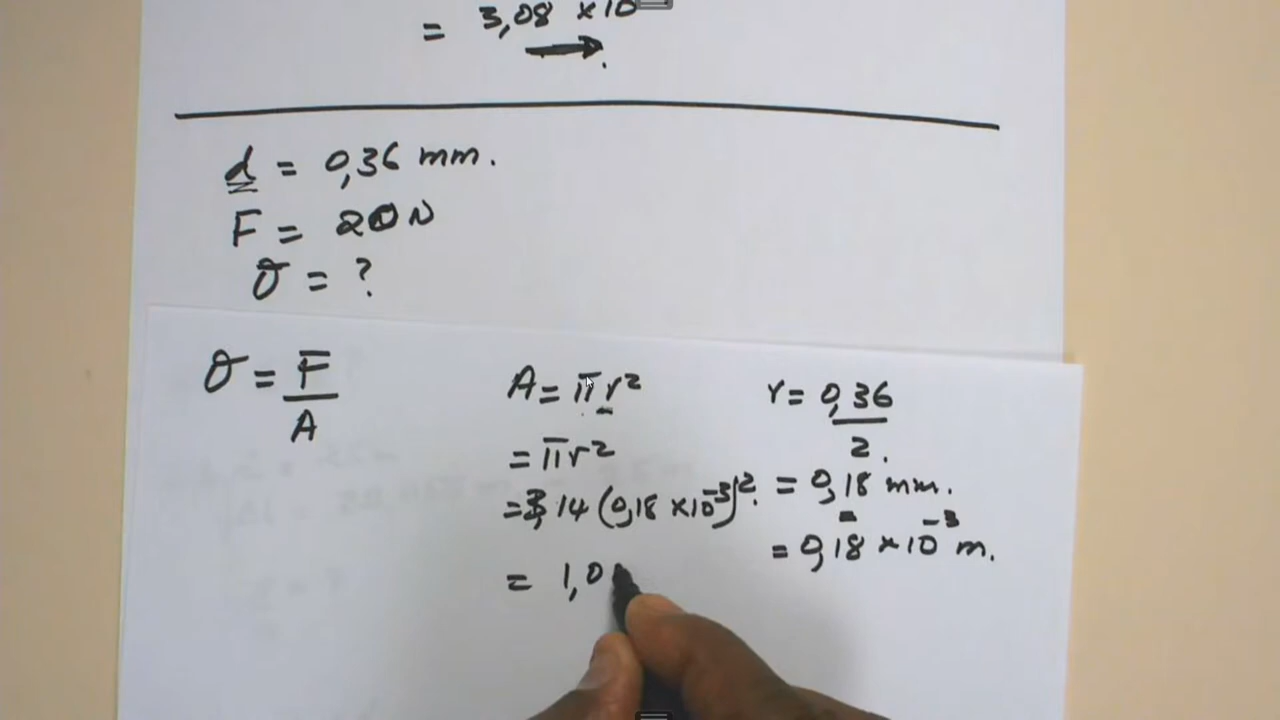 = 3,08 × 10
d = 0,36 mm.
F = 20 N
σ = ?
σ = F/A
A = πr²
= πr²
= 3,14 (0,18 × 10⁻³)².
= 1,0
r = 0,36/2.
= 0,18 mm.
= 0,18 × 10⁻³ m.